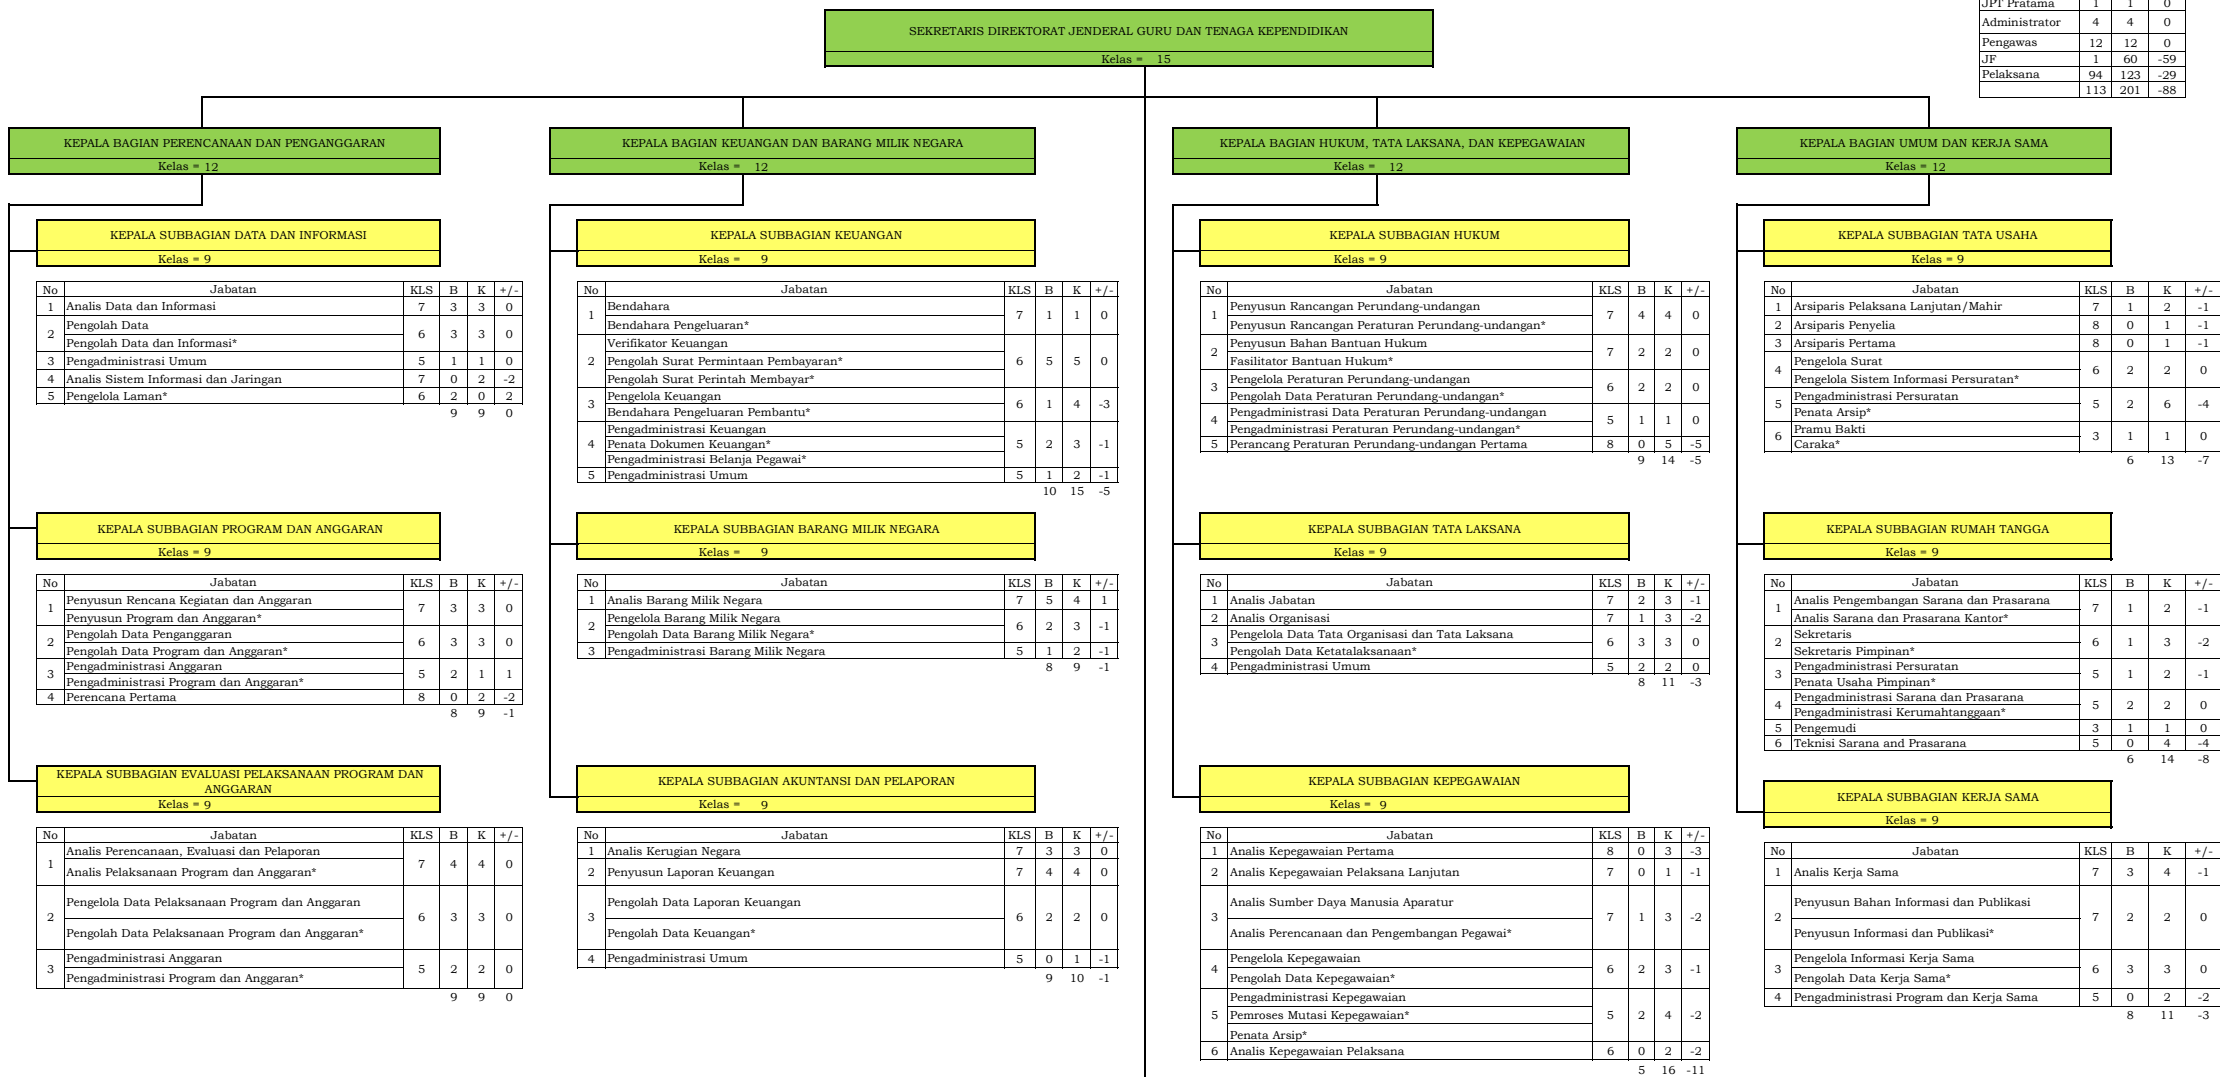 SEKRETARIS DIREKTORAT JENDERAL GURU DAN TENAGA KEPENDIDIKAN
Kelas = 15
JPT Pratama 1 1 0
Administrator 4 4 0
Pengawas 12 12 0
JF 1 60 -59
Pelaksana 94 123 -29
113 201 -88
KEPALA BAGIAN PERENCANAAN DAN PENGANGGARAN
Kelas = 12
KEPALA SUBBAGIAN DATA DAN INFORMASI
Kelas = 9
No Jabatan KLS B K +/-
1 Analis Data dan Informasi 7 3 3 0
2 Pengolah Data 6 3 3 0
Pengolah Data dan Informasi*
3 Pengadministrasi Umum 5 1 1 0
4 Analis Sistem Informasi dan Jaringan 7 0 2 -2
5 Pengelola Laman* 6 2 0 2
9 9 0
KEPALA SUBBAGIAN PROGRAM DAN ANGGARAN
Kelas = 9
No Jabatan KLS B K +/-
1 Penyusun Rencana Kegiatan dan Anggaran 7 3 3 0
Penyusun Program dan Anggaran*
2 Pengolah Data Penganggaran 6 3 3 0
Pengolah Data Program dan Anggaran*
3 Pengadministrasi Anggaran 5 2 1 1
Pengadministrasi Program dan Anggaran*
4 Perencana Pertama 8 0 2 -2
8 9 -1
KEPALA SUBBAGIAN EVALUASI PELAKSANAAN PROGRAM DAN
ANGGARAN
Kelas = 9
No Jabatan KLS B K +/-
1 Analis Perencanaan, Evaluasi dan Pelaporan 7 4 4 0
Analis Pelaksanaan Program dan Anggaran*
2 Pengelola Data Pelaksanaan Program dan Anggaran 6 3 3 0
Pengolah Data Pelaksanaan Program dan Anggaran*
3 Pengadministrasi Anggaran 5 2 2 0
Pengadministrasi Program dan Anggaran*
9 9 0
KEPALA BAGIAN KEUANGAN DAN BARANG MILIK NEGARA
Kelas = 12
KEPALA SUBBAGIAN KEUANGAN
Kelas = 9
No Jabatan KLS B K +/-
1 Bendahara 7 1 1 0
Bendahara Pengeluaran*
2 Verifikator Keuangan 6 5 5 0
Pengolah Surat Permintaan Pembayaran*
Pengolah Surat Perintah Membayar*
3 Pengelola Keuangan 6 1 4 -3
Bendahara Pengeluaran Pembantu*
4 Pengadministrasi Keuangan 5 2 3 -1
Penata Dokumen Keuangan*
Pengadministrasi Belanja Pegawai*
5 Pengadministrasi Umum 5 1 2 -1
10 15 -5
KEPALA SUBBAGIAN BARANG MILIK NEGARA
Kelas = 9
No Jabatan KLS B K +/-
1 Analis Barang Milik Negara 7 5 4 1
2 Pengelola Barang Milik Negara 6 2 3 -1
Pengolah Data Barang Milik Negara*
3 Pengadministrasi Barang Milik Negara 5 1 2 -1
8 9 -1
KEPALA SUBBAGIAN AKUNTANSI DAN PELAPORAN
Kelas = 9
No Jabatan KLS B K +/-
1 Analis Kerugian Negara 7 3 3 0
2 Penyusun Laporan Keuangan 7 4 4 0
3 Pengolah Data Laporan Keuangan 6 2 2 0
Pengolah Data Keuangan*
4 Pengadministrasi Umum 5 0 1 -1
9 10 -1
KEPALA BAGIAN HUKUM, TATA LAKSANA, DAN KEPEGAWAIAN
Kelas = 12
KEPALA SUBBAGIAN HUKUM
Kelas = 9
No Jabatan KLS B K +/-
1 Penyusun Rancangan Perundang-undangan 7 4 4 0
Penyusun Rancangan Peraturan Perundang-undangan*
2 Penyusun Bahan Bantuan Hukum 7 2 2 0
Fasilitator Bantuan Hukum*
3 Pengelola Peraturan Perundang-undangan 6 2 2 0
Pengolah Data Peraturan Perundang-undangan*
4 Pengadministrasi Data Peraturan Perundang-undangan 5 1 1 0
Pengadministrasi Peraturan Perundang-undangan*
5 Perancang Peraturan Perundang-undangan Pertama 8 0 5 -5
9 14 -5
KEPALA SUBBAGIAN TATA LAKSANA
Kelas = 9
No Jabatan KLS B K +/-
1 Analis Jabatan 7 2 3 -1
2 Analis Organisasi 7 1 3 -2
3 Pengelola Data Tata Organisasi dan Tata Laksana 6 3 3 0
Pengolah Data Ketatalaksanaan*
4 Pengadministrasi Umum 5 2 2 0
8 11 -3
KEPALA SUBBAGIAN KEPEGAWAIAN
Kelas = 9
No Jabatan KLS B K +/-
1 Analis Kepegawaian Pertama 8 0 3 -3
2 Analis Kepegawaian Pelaksana Lanjutan 7 0 1 -1
3 Analis Sumber Daya Manusia Aparatur 7 1 3 -2
Analis Perencanaan dan Pengembangan Pegawai*
4 Pengelola Kepegawaian 6 2 3 -1
Pengolah Data Kepegawaian*
5 Pengadministrasi Kepegawaian 5 2 4 -2
Pemroses Mutasi Kepegawaian*
Penata Arsip*
6 Analis Kepegawaian Pelaksana 6 0 2 -2
5 16 -11
KEPALA BAGIAN UMUM DAN KERJA SAMA
Kelas = 12
KEPALA SUBBAGIAN TATA USAHA
Kelas = 9
No Jabatan KLS B K +/-
1 Arsiparis Pelaksana Lanjutan/Mahir 7 1 2 -1
2 Arsiparis Penyelia 8 0 1 -1
3 Arsiparis Pertama 8 0 1 -1
4 Pengelola Surat 6 2 2 0
Pengelola Sistem Informasi Persuratan*
5 Pengadministrasi Persuratan 5 2 6 -4
Penata Arsip*
6 Pramu Bakti 3 1 1 0
Caraka*
6 13 -7
KEPALA SUBBAGIAN RUMAH TANGGA
Kelas = 9
No Jabatan KLS B K +/-
1 Analis Pengembangan Sarana dan Prasarana 7 1 2 -1
Analis Sarana dan Prasarana Kantor*
2 Sekretaris 6 1 3 -2
Sekretaris Pimpinan*
3 Pengadministrasi Persuratan 5 1 2 -1
Penata Usaha Pimpinan*
4 Pengadministrasi Sarana dan Prasarana 5 2 2 0
Pengadministrasi Kerumahtanggaan*
5 Pengemudi 3 1 1 0
6 Teknisi Sarana and Prasarana 5 0 4 -4
6 14 -8
KEPALA SUBBAGIAN KERJA SAMA
Kelas = 9
No Jabatan KLS B K +/-
1 Analis Kerja Sama 7 3 4 -1
2 Penyusun Bahan Informasi dan Publikasi 7 2 2 0
Penyusun Informasi dan Publikasi*
3 Pengelola Informasi Kerja Sama 6 3 3 0
Pengolah Data Kerja Sama*
4 Pengadministrasi Program dan Kerja Sama 5 0 2 -2
8 11 -3